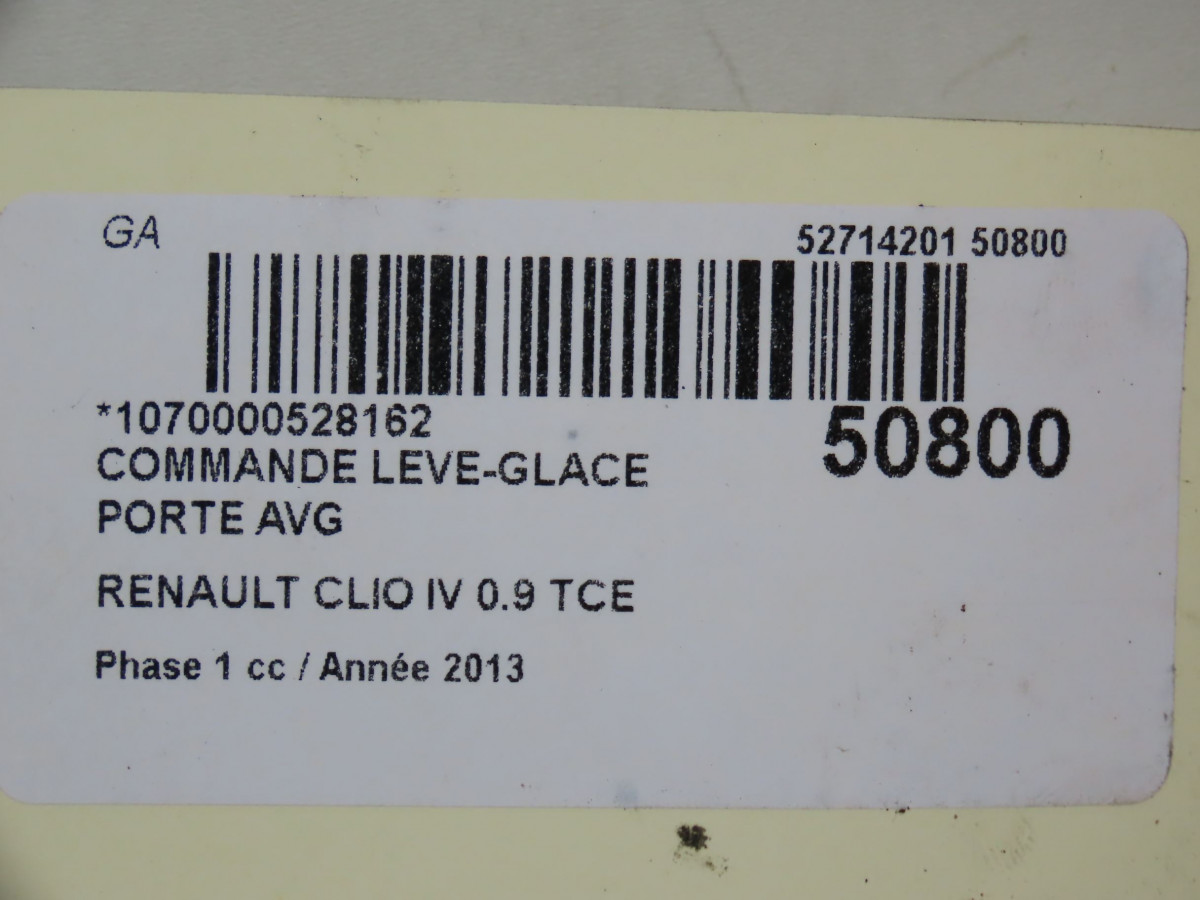 GA
52714201 50800
*1070000528162
50800
COMMANDE LEVE-GLACE
PORTE AVG
RENAULT CLIO IV 0.9 TCE
Phase 1 cc / Année 2013